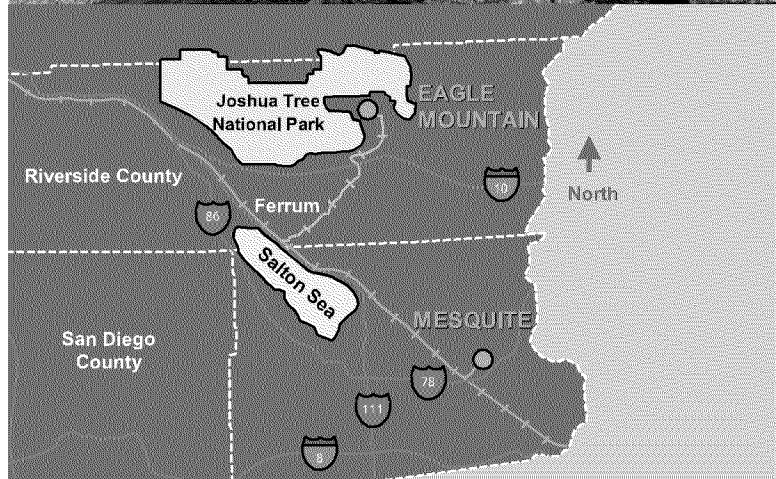 Joshua Tree
National Park
EAGLE
MOUNTAIN
Riverside County
10
North
86
Ferrum
Salton Sea
MESQUITE
San Diego
County
78
111
8